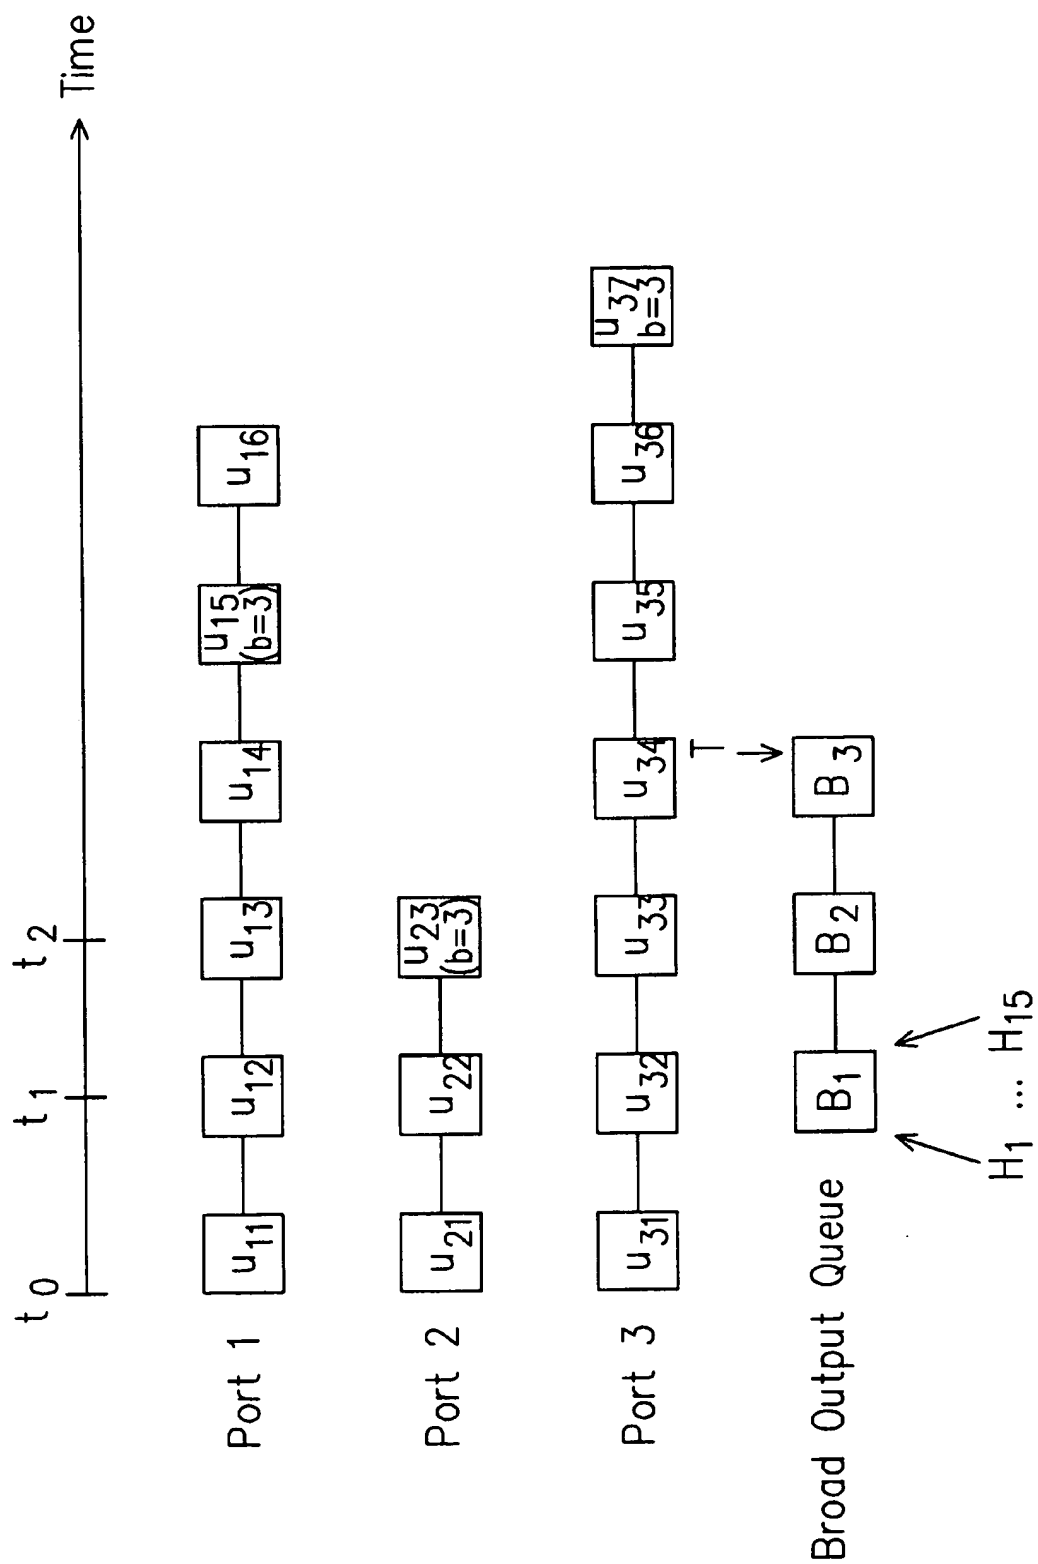 t0 t1 t2 Time
Port 1 u11 u12 u13 u14 u15 (b=3) u16
Port 2 u21 u22 u23 (b=3)
Port 3 u31 u32 u33 u34 u35 u36 u37 b=3
T
Broad Output Queue B1 B2 B3
H1 ... H15